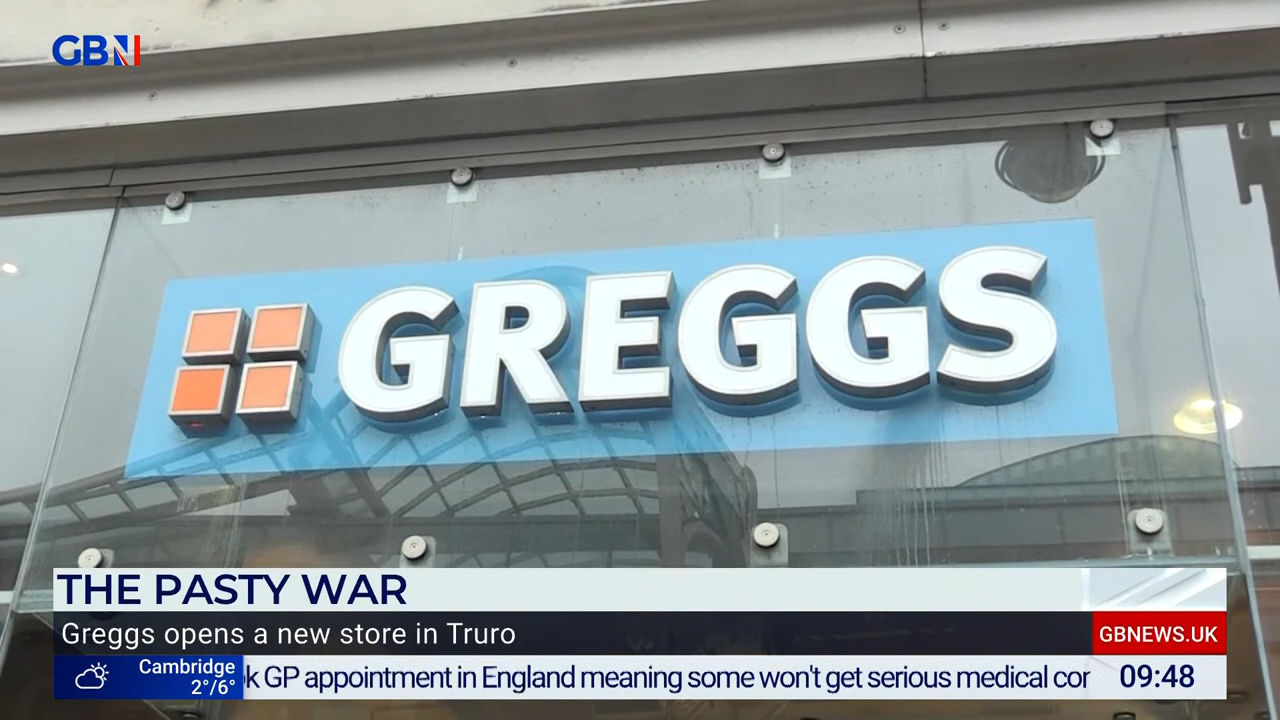 GBN
GREGGS
THE PASTY WAR
Greggs opens a new store in Truro
GBNEWS.UK
Cambridge
2°/6°
GP appointment in England meaning some won't get serious medical
09:48